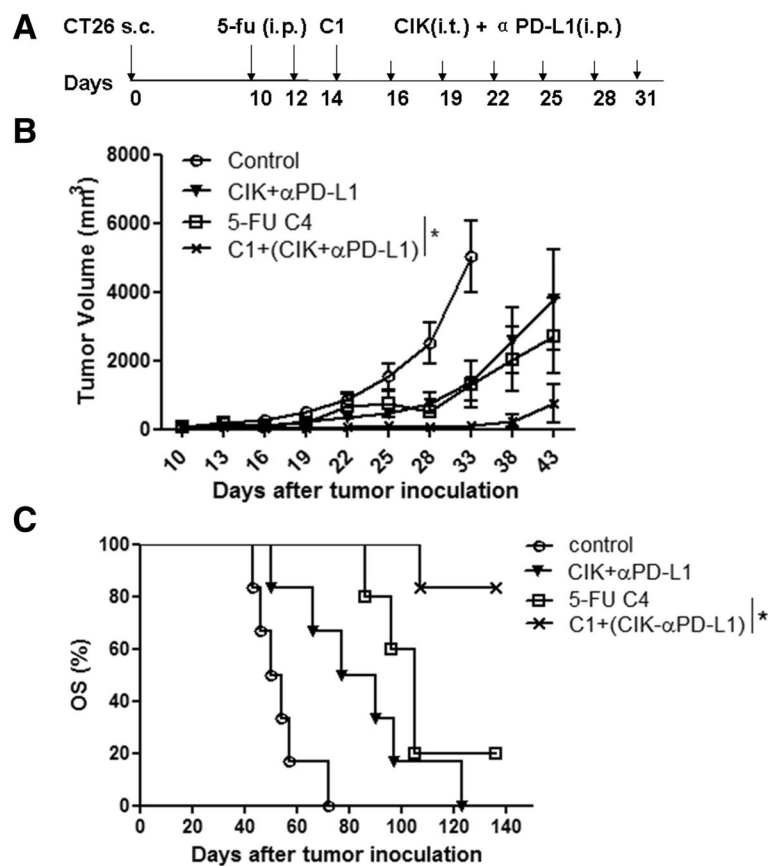 A
CT26 s.c. 5-fu (i.p.) C1 CIK(i.t.) + α PD-L1(i.p.)
Days 0 10 12 14 16 19 22 25 28 31
B
Tumor Volume (mm3)
8000
6000
4000
2000
0
Control
CIK+αPD-L1
5-FU C4
C1+(CIK+αPD-L1) *
10 13 16 19 22 25 28 33 38 43
Days after tumor inoculation
C
OS (%)
100
80
60
40
20
0
control
CIK+αPD-L1
5-FU C4
C1+(CIK-αPD-L1) *
0 20 40 60 80 100 120 140
Days after tumor inoculation